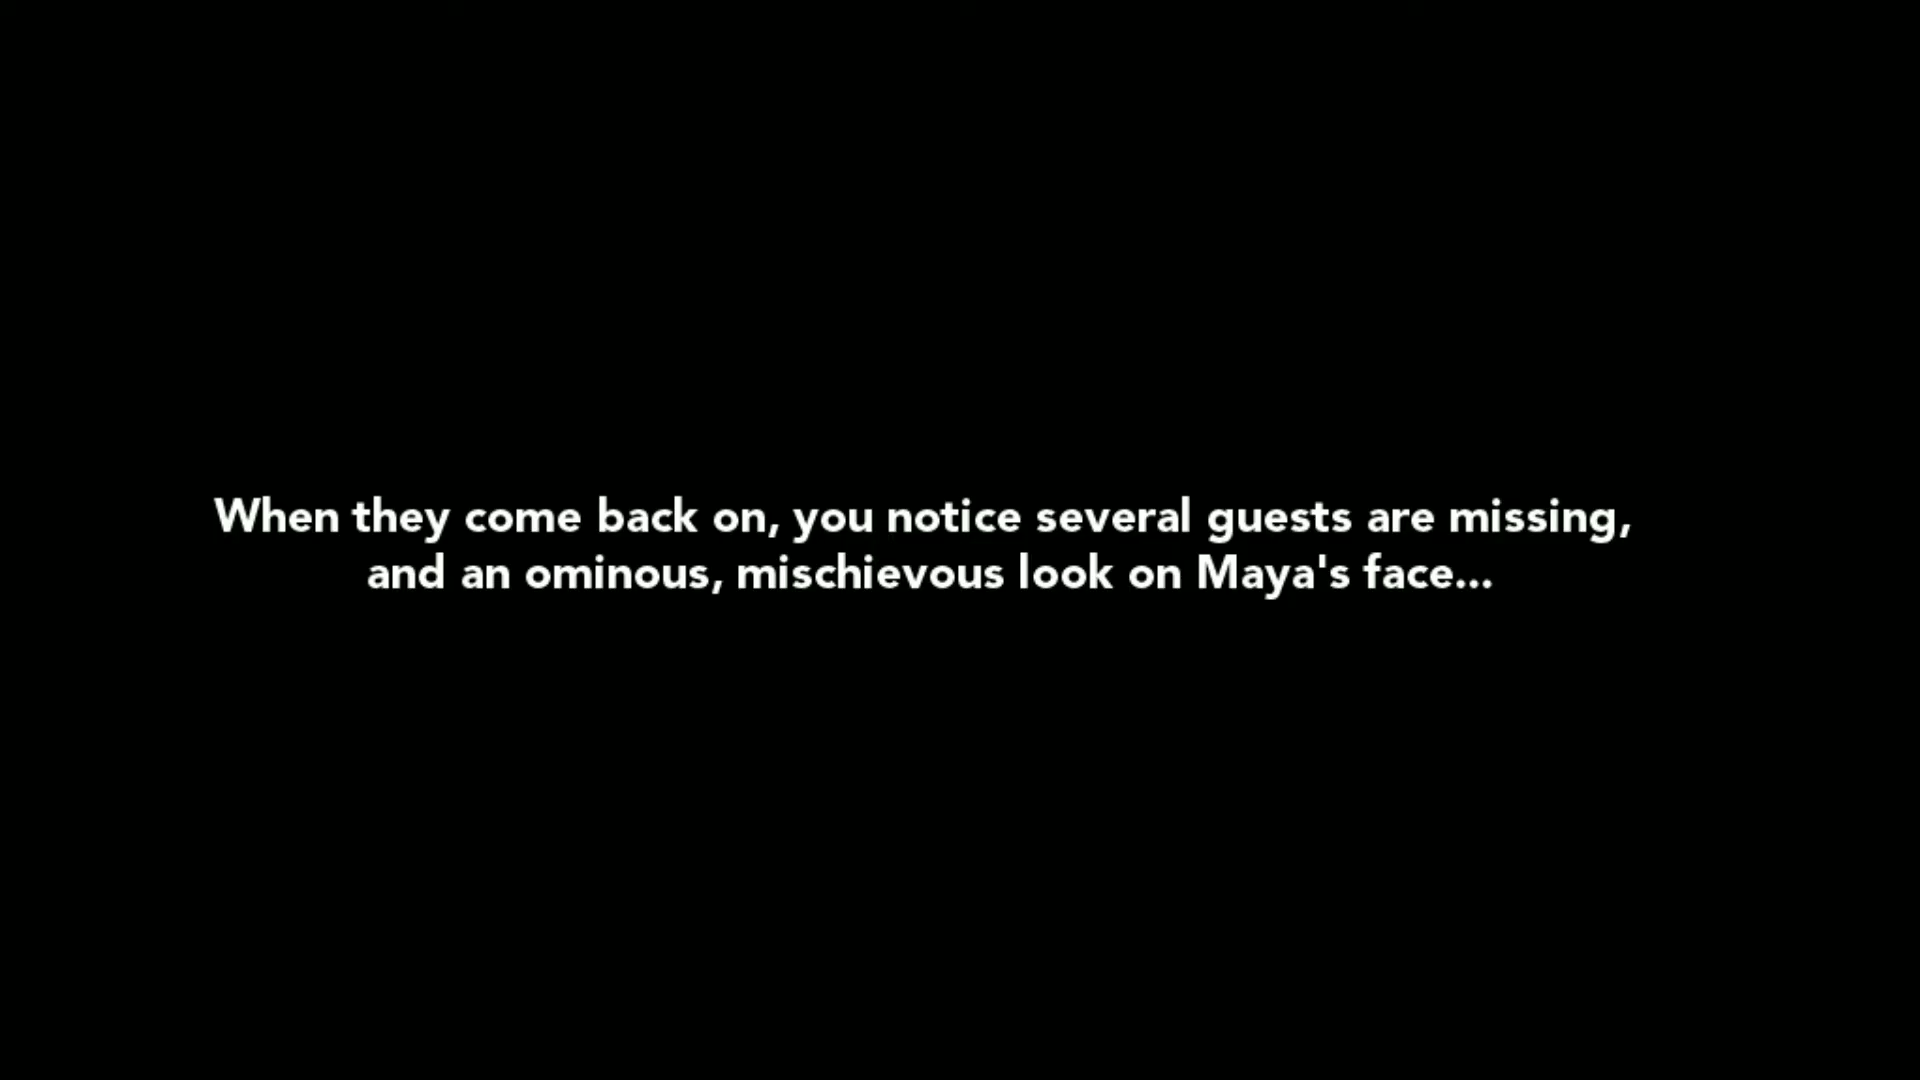 When they come back on, you notice several guests are missing,
and an ominous, mischievous look on Maya's face...